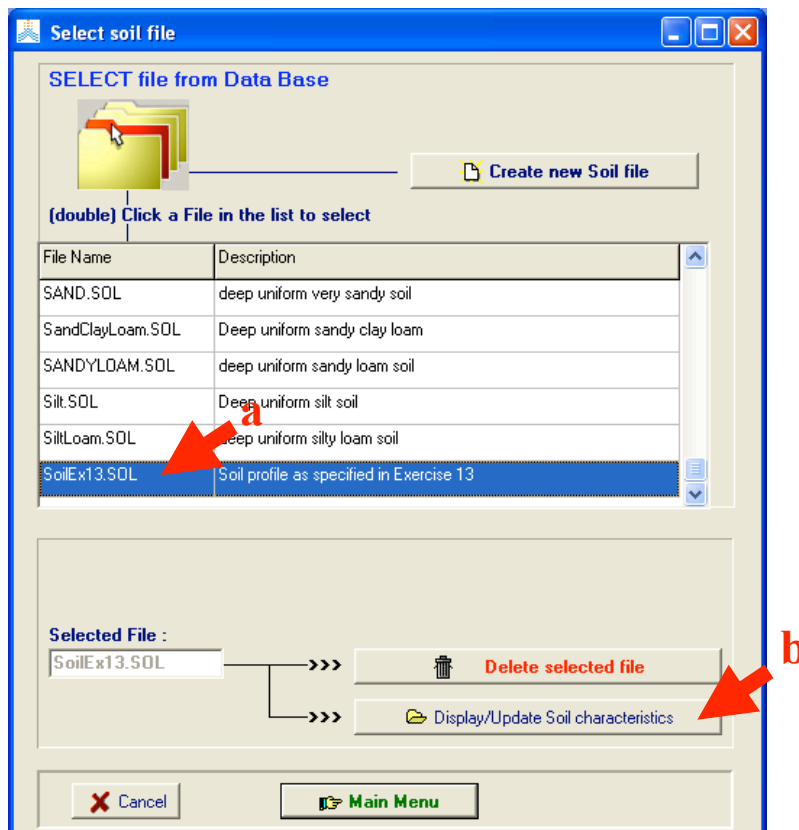 Select soil file
SELECT file from Data Base
Create new Soil file
(double) Click a File in the list to select
File Name Description
SAND.SOL deep uniform very sandy soil
SandClayLoam.SOL Deep uniform sandy clay loam
SANDYLOAM.SOL deep uniform sandy loam soil
Silt.SOL Deep uniform silt soil
a
SiltLoam.SOL deep uniform silty loam soil
SoilEx13.SOL Soil profile as specified in Exercise 13
Selected File :
SoilEx13.SOL >>> Delete selected file
b
>>> Display/Update Soil characteristics
Cancel Main Menu